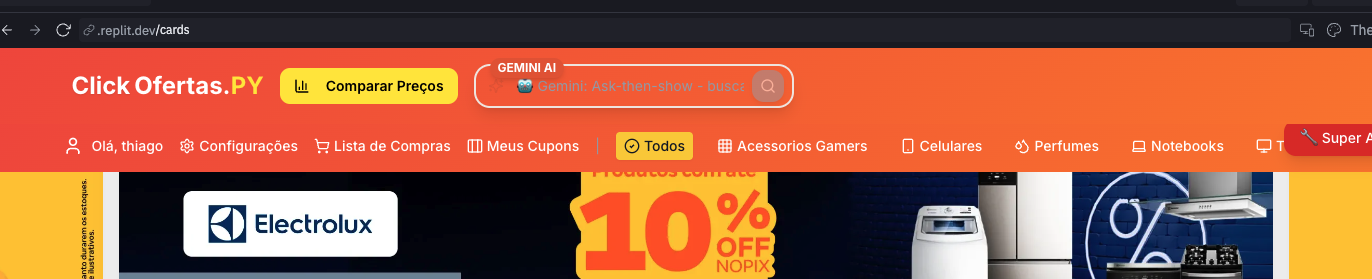 .replit.dev/cards
The
Click Ofertas.PY
Comparar Preços
GEMINI AI
Gemini: Ask-then-show - busca
Olá, thiago
Configurações
Lista de Compras
Meus Cupons
Todos
Acessorios Gamers
Celulares
Perfumes
Notebooks
T
Super A
anto durarem os estoques.
e ilustrativos.
Electrolux
Produtos com até
10%
OFF
NOPIX